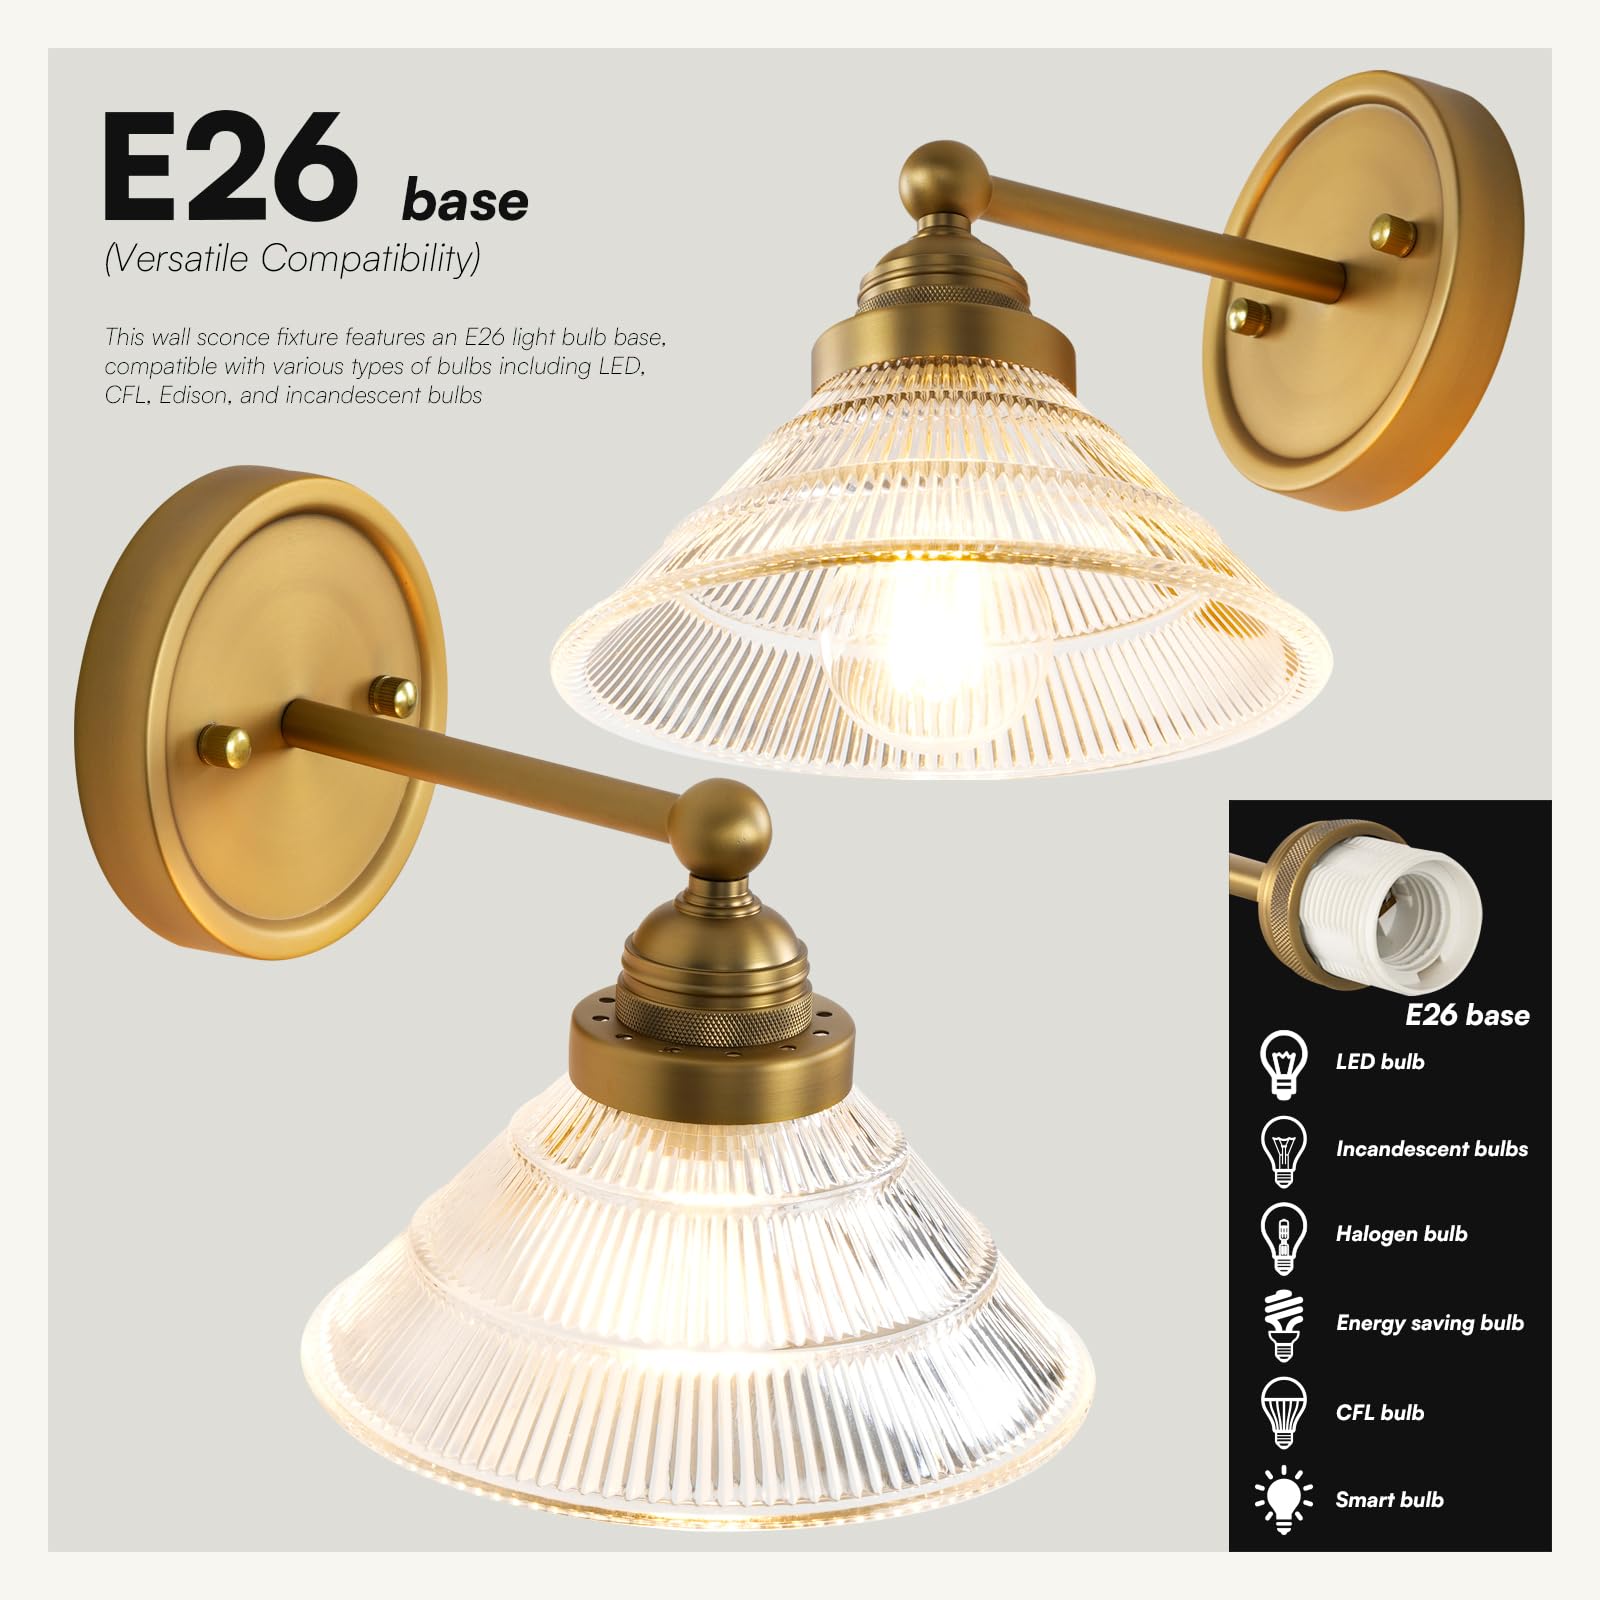 E26 base
(Versatile Compatibility)
This wall sconce fixture features an E26 light bulb base,
compatible with various types of bulbs including LED,
CFL, Edison, and incandescent bulbs
E26 base
LED bulb
Incandescent bulbs
Halogen bulb
Energy saving bulb
CFL bulb
Smart bulb